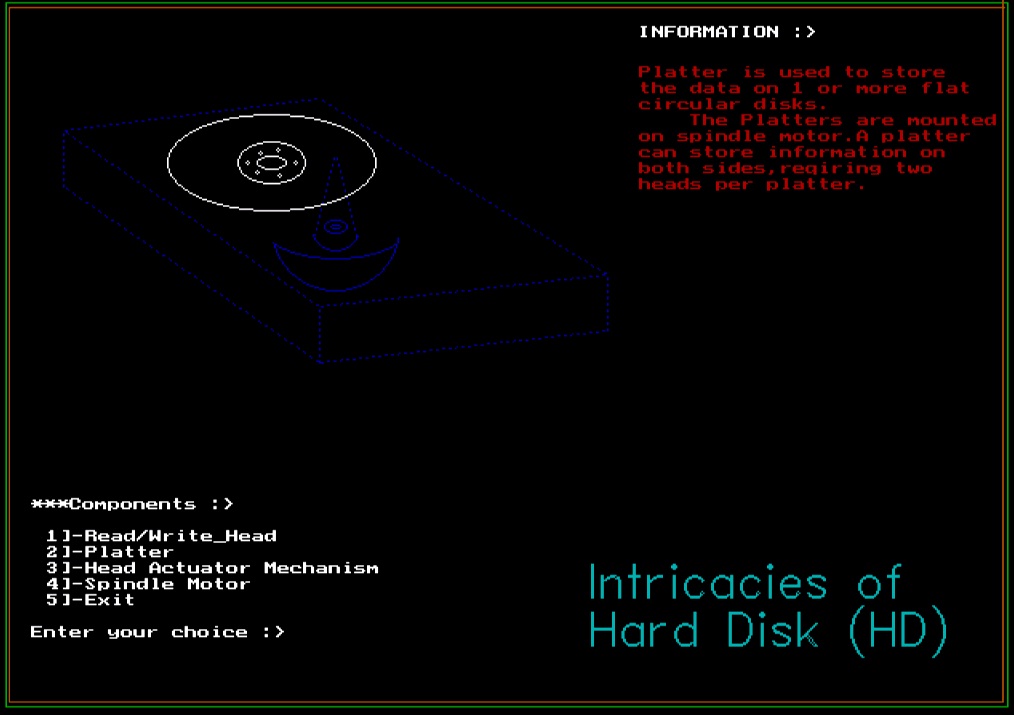 INFORMATION :>
Platter is used to store
the data on 1 or more flat
circular disks.
The Platters are mounted
on spindle motor.A platter
can store information on
both sides,reqiring two
heads per platter.
***Components :>
1]-Read/Write_Head
2]-Platter
3]-Head Actuator Mechanism
4]-Spindle Motor
5]-Exit
Enter your choice :>
Intricacies of
Hard Disk (HD)